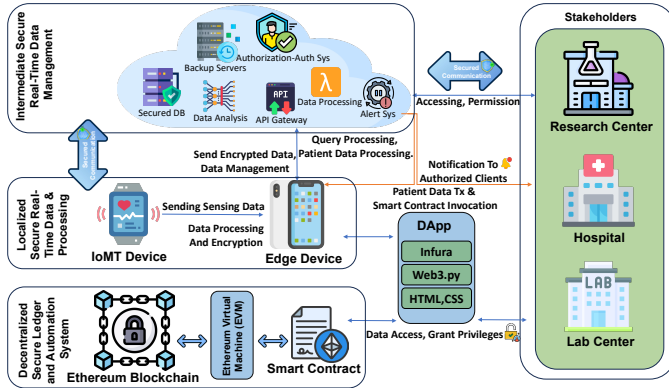 Intermediate Secure
Real-Time Data
Management
Authorization-Auth Sys
Backup Servers
Secured DB
Data Analysis
API
API Gateway
λ
Data Processing
Alert Sys
Secured
Communication
Accessing, Permission
Stakeholders
Research Center
Hospital
LAB
Lab Center
Secured
Communication
Query Processing,
Patient Data Processing.
Send Encrypted Data,
Data Management
Notification To
Authorized Clients
Patient Data Tx &
Smart Contract Invocation
Localized
Secure Real-
Time Data &
Processing
IoMT Device
Sending Sensing Data
Data Processing
And Encryption
Edge Device
DApp
Infura
Web3.py
HTML,CSS
Data Access, Grant Privileges
Decentralized
Secure Ledger
and Automation
System
Ethereum Blockchain
Ethereum Virtual
Machine (EVM)
Smart Contract